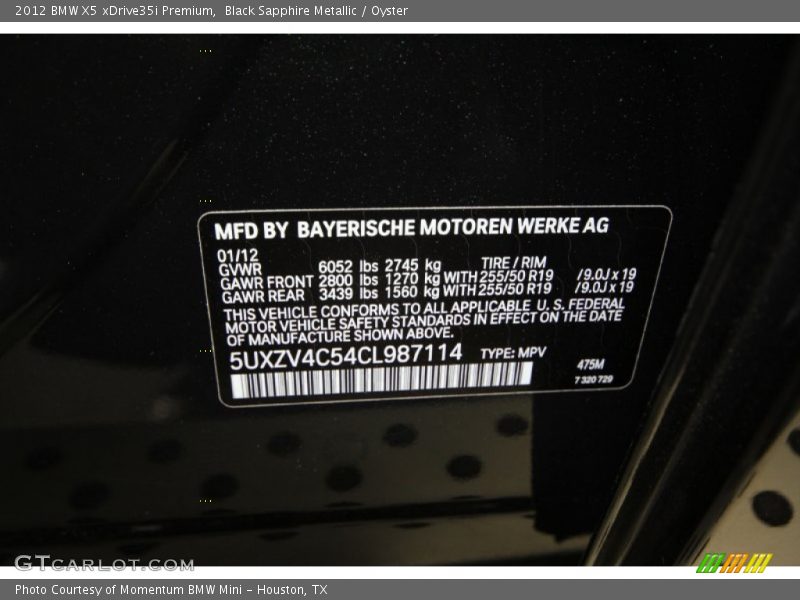 2012 BMW X5 xDrive35i Premium,  Black Sapphire Metallic / Oyster
MFD BY BAYERISCHE MOTOREN WERKE AG
01/12
GVWR 6052 lbs 2745 kg TIRE / RIM
GAWR FRONT 2800 lbs 1270 kg WITH 255/50 R19 /9.0J x 19
GAWR REAR 3439 lbs 1560 kg WITH 255/50 R19 /9.0J x 19
THIS VEHICLE CONFORMS TO ALL APPLICABLE U. S. FEDERAL
MOTOR VEHICLE SAFETY STANDARDS IN EFFECT ON THE DATE
OF MANUFACTURE SHOWN ABOVE.
5UXZV4C54CL987114 TYPE: MPV
475M
7 320 729
GTCARLOT.COM
Photo Courtesy of Momentum BMW Mini - Houston, TX